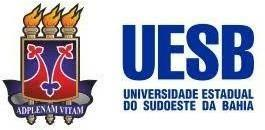 ADPLENAM VITAM
UESB
UNIVERSIDADE ESTADUAL
DO SUDOESTE DA BAHIA